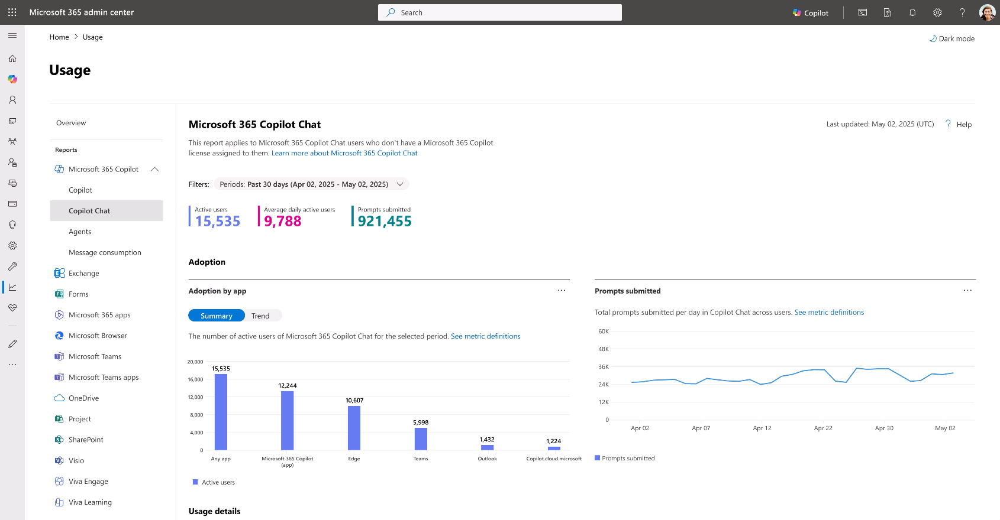 Microsoft 365 admin center
Search
Copilot
Home > Usage
Dark mode
Usage
Overview
Reports
Microsoft 365 Copilot
Copilot
Copilot Chat
Agents
Message consumption
Exchange
Forms
Microsoft 365 apps
Microsoft Browser
Microsoft Teams
Microsoft Teams apps
OneDrive
Project
SharePoint
Visio
Viva Engage
Viva Learning
Microsoft 365 Copilot Chat
Last updated: May 02, 2025 (UTC)
? Help
This report applies to Microsoft 365 Copilot Chat users who don't have a Microsoft 365 Copilot
license assigned to them. Learn more about Microsoft 365 Copilot Chat
Filters:
Periods: Past 30 days (Apr 02, 2025 - May 02, 2025)
Active users
15,535
Average daily active users
9,788
Prompts submitted
921,455
Adoption
Adoption by app
...
Summary
Trend
The number of active users of Microsoft 365 Copilot Chat for the selected period. See metric definitions
20,000
16,000
12,000
8,000
4,000
0
15,535
12,244
10,607
5,998
1,432
1,224
Any app
Microsoft 365 Copilot
(app)
Edge
Teams
Outlook
Copilot.cloud.microsoft
Active users
Prompts submitted
...
Total prompts submitted per day in Copilot Chat across users. See metric definitions
60K
48K
36K
24K
12K
0
Apr 02
Apr 07
Apr 12
Apr 22
Apr 30
May 02
Prompts submitted
Usage details